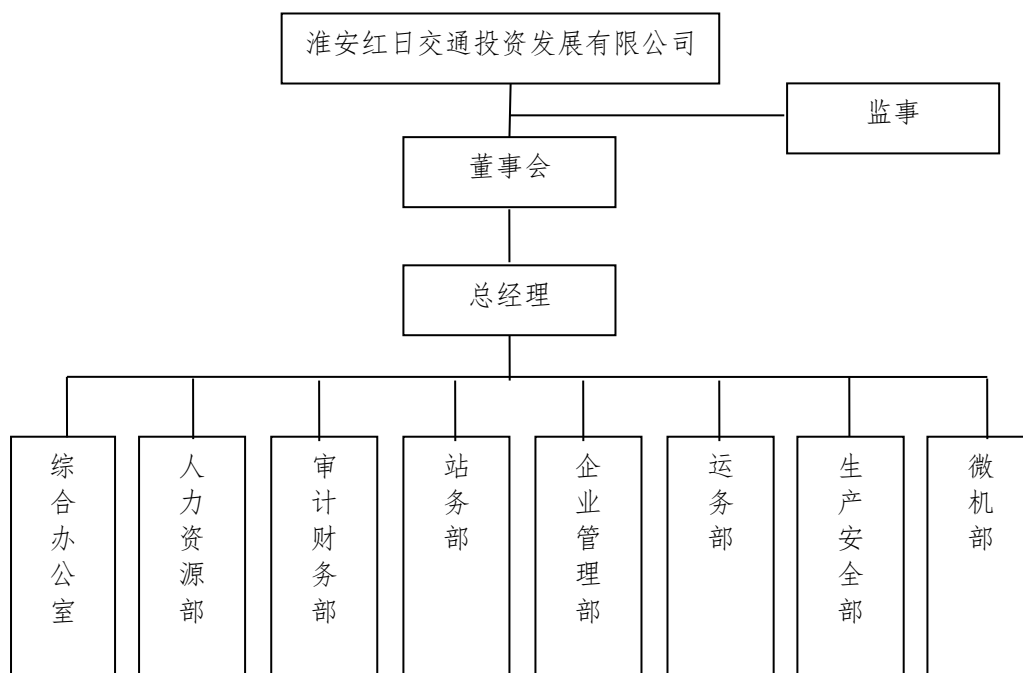 淮安红日交通投资发展有限公司
监事
董事会
总经理
综合办公室
人力资源部
审计财务部
站务部
企业管理部
运务部
生产安全部
微机部